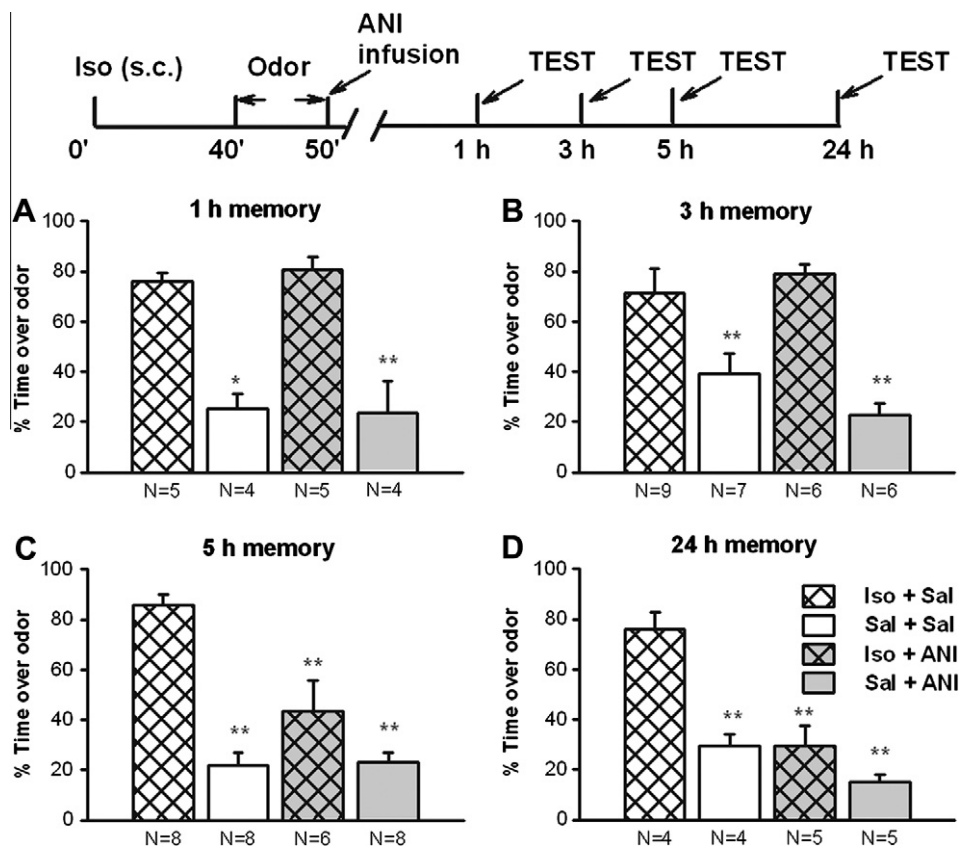 ANI
infusion
Iso (s.c.)
Odor
TEST
TEST
TEST
TEST
0'
40'
50'
1 h
3 h
5 h
24 h
A
1 h memory
% Time over odor
100
80
60
40
20
0
*
**
N=5
N=4
N=5
N=4
B
3 h memory
% Time over odor
100
80
60
40
20
0
**
**
N=9
N=7
N=6
N=6
C
5 h memory
% Time over odor
100
80
60
40
20
0
**
**
**
N=8
N=8
N=6
N=8
D
24 h memory
% Time over odor
100
80
60
40
20
0
**
**
**
N=4
N=4
N=5
N=5
Iso + Sal
Sal + Sal
Iso + ANI
Sal + ANI